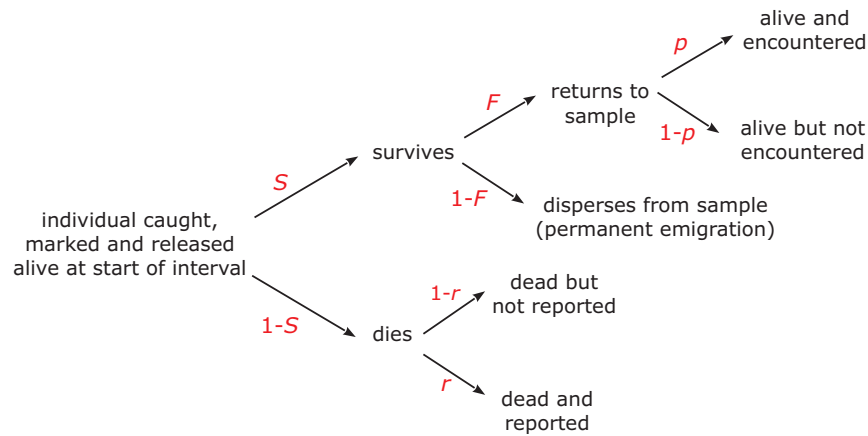 individual caught,
marked and released
alive at start of interval
S
1-S
survives
dies
F
1-F
returns to
sample
disperses from sample
(permanent emigration)
p
1-p
alive and
encountered
alive but not
encountered
1-r
r
dead but
not reported
dead and
reported